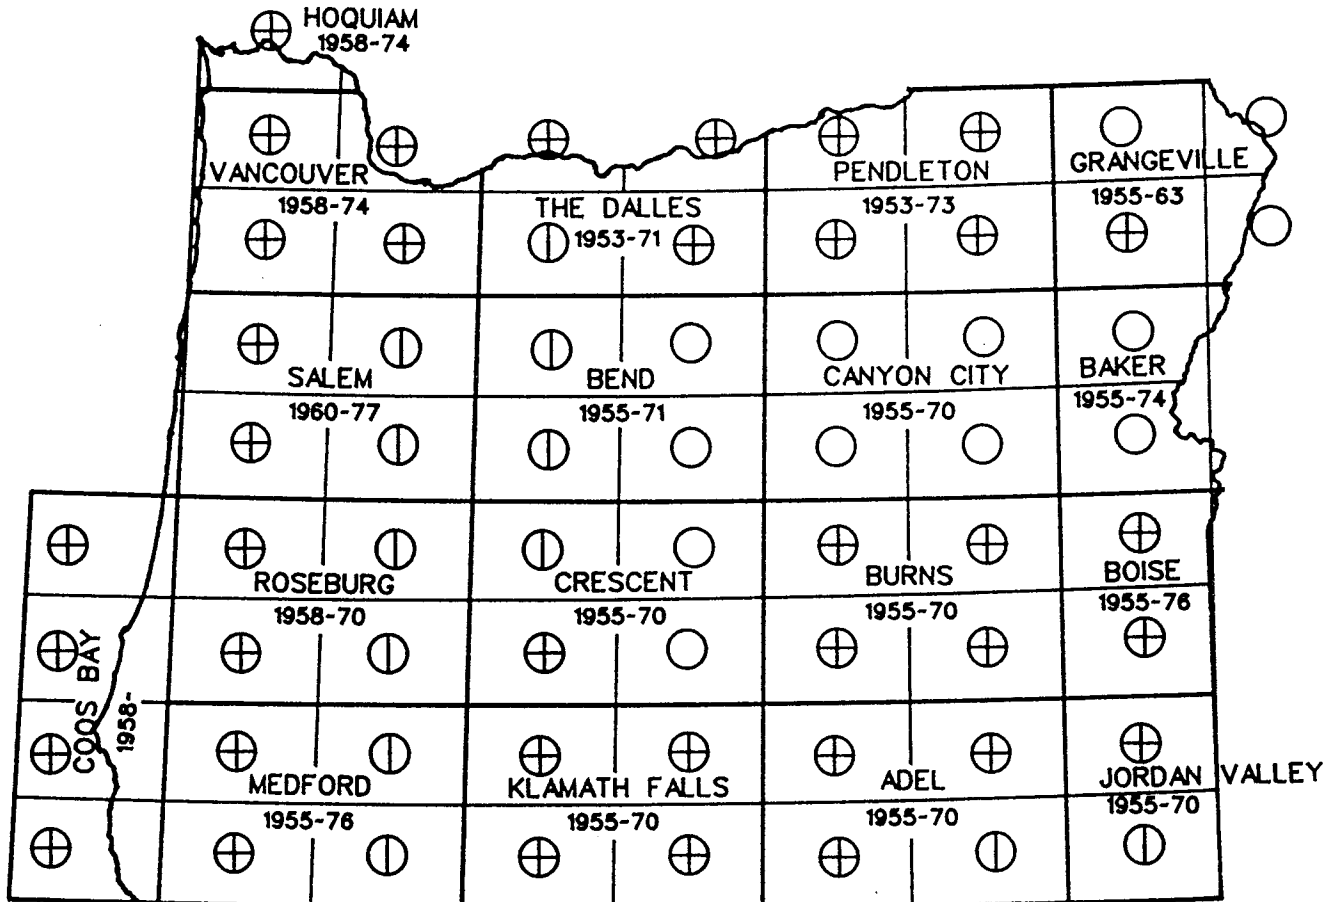 HOQUIAM
1958-74
VANCOUVER
1958-74
THE DALLES
1953-71
PENDLETON
1953-73
GRANGEVILLE
1955-63
SALEM
1960-77
BEND
1955-71
CANYON CITY
1955-70
BAKER
1955-74
COOS BAY
1958-
ROSEBURG
1958-70
CRESCENT
1955-70
BURNS
1955-70
BOISE
1955-76
MEDFORD
1955-76
KLAMATH FALLS
1955-70
ADEL
1955-70
JORDAN VALLEY
1955-70